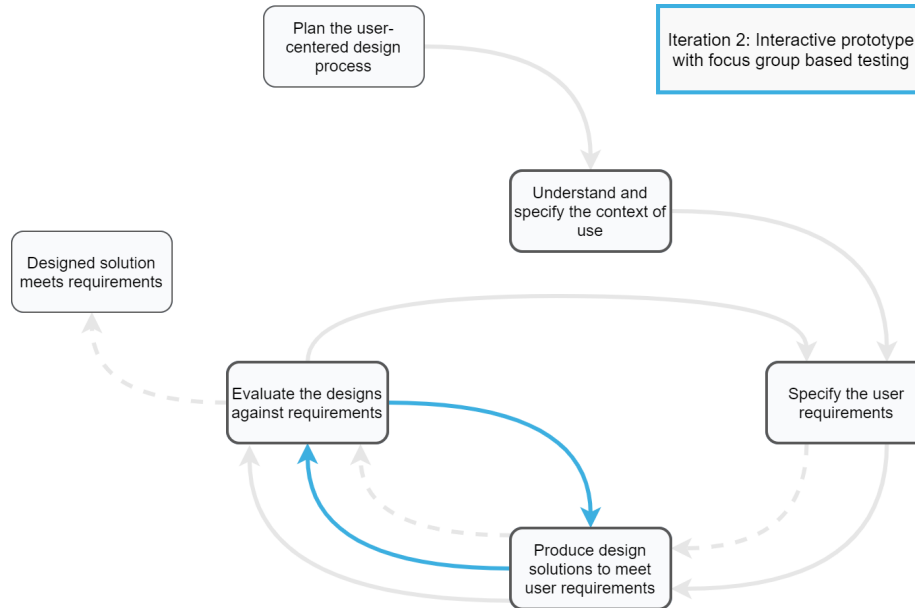 Plan the user-
centered design
process
Iteration 2: Interactive prototype
with focus group based testing
Understand and
specify the context of
use
Designed solution
meets requirements
Evaluate the designs
against requirements
Specify the user
requirements
Produce design
solutions to meet
user requirements